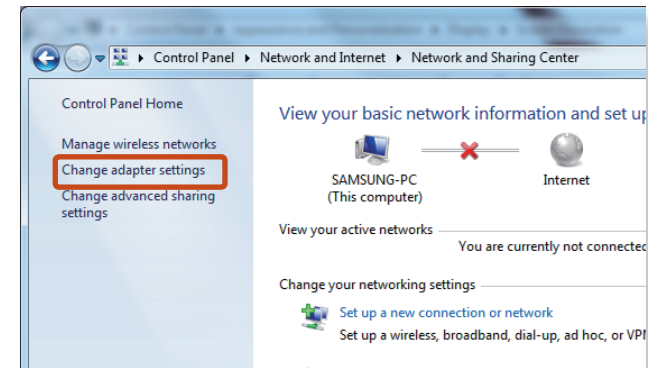 Control Panel ▸ Network and Internet ▸ Network and Sharing Center
Control Panel Home
Manage wireless networks
Change adapter settings
Change advanced sharing
settings
View your basic network information and set up
SAMSUNG-PC
(This computer)
Internet
View your active networks
You are currently not connected
Change your networking settings
Set up a new connection or network
Set up a wireless, broadband, dial-up, ad hoc, or VPN